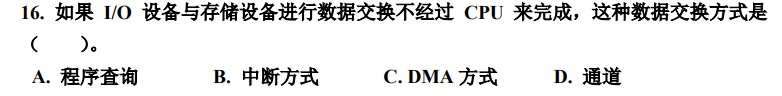 16. 如果 I/O 设备与存储设备进行数据交换不经过 CPU 来完成，这种数据交换方式是
（　　）。
A. 程序查询　　B. 中断方式　　C. DMA 方式　　D. 通道